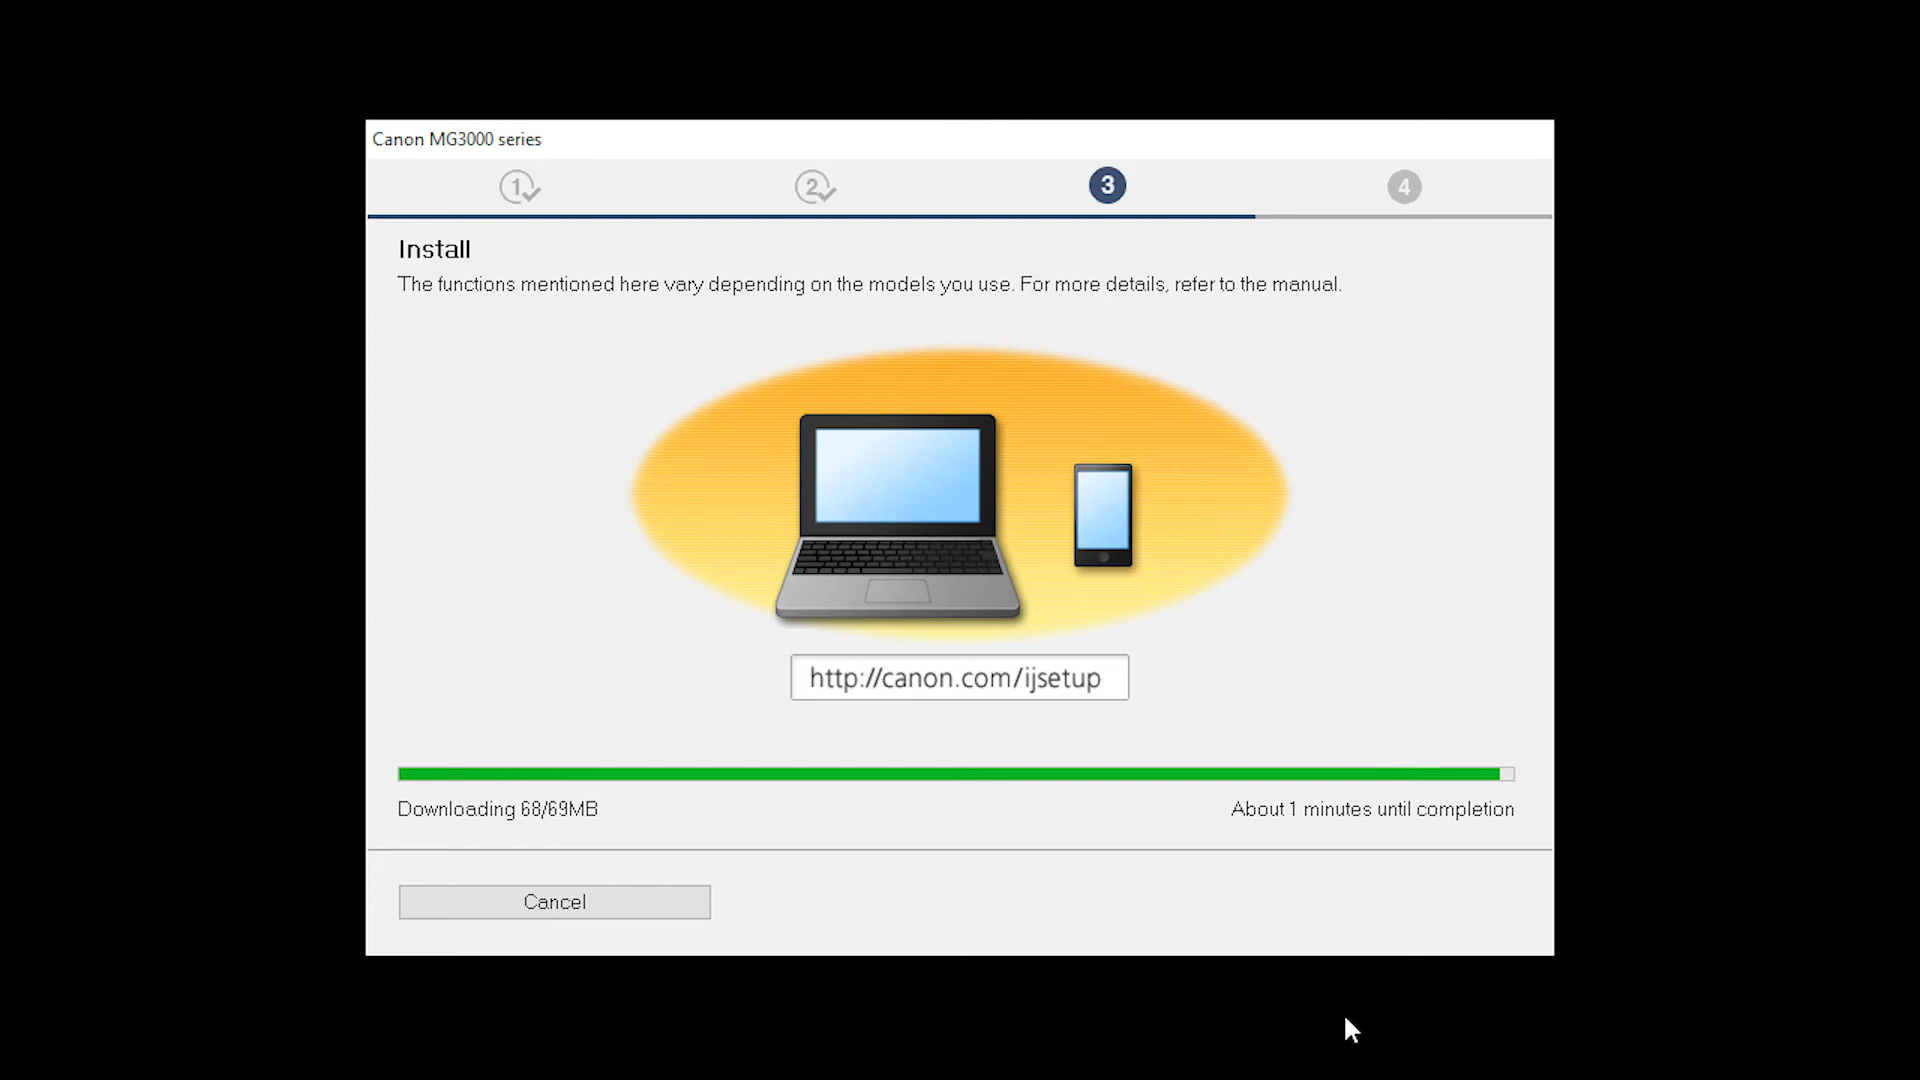 Canon MG3000 series
1 2 3 4
Install
The functions mentioned here vary depending on the models you use. For more details, refer to the manual.
http://canon.com/ijsetup
Downloading 68/69MB About 1 minutes until completion
Cancel